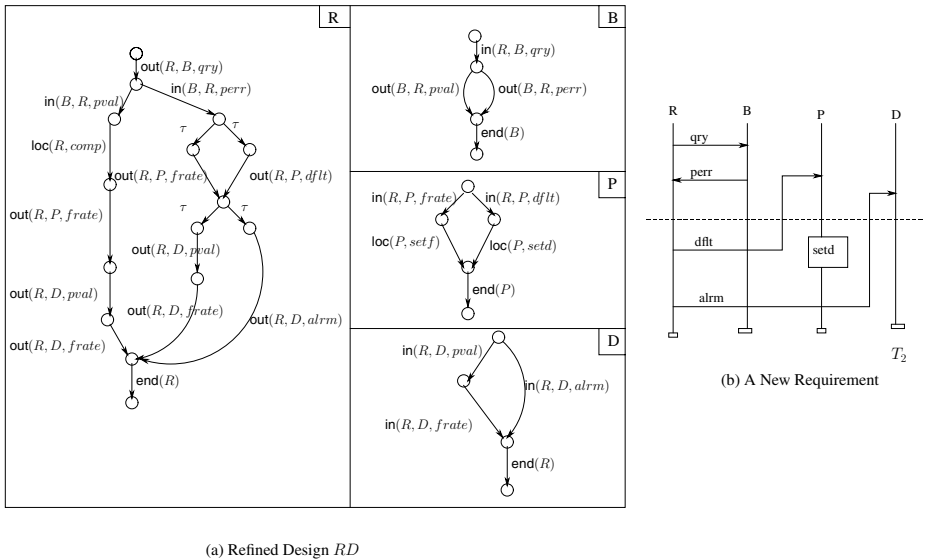 R
out(R, B, qry)
in(B, R, pval)
in(B, R, perr)
τ
τ
loc(R, comp)
out(R, P, frate)
out(R, P, dflt)
τ
τ
out(R, P, frate)
out(R, D, pval)
out(R, D, pval)
out(R, D, frate)
out(R, D, alrm)
out(R, D, frate)
end(R)
B
in(R, B, qry)
out(B, R, pval)
out(B, R, perr)
end(B)
P
in(R, P, frate)
in(R, P, dflt)
loc(P, setf)
loc(P, setd)
end(P)
D
in(R, D, pval)
in(R, D, alrm)
in(R, D, frate)
end(R)
(a) Refined Design RD
R B P D
qry
perr
dflt
setd
alrm
T2
(b) A New Requirement